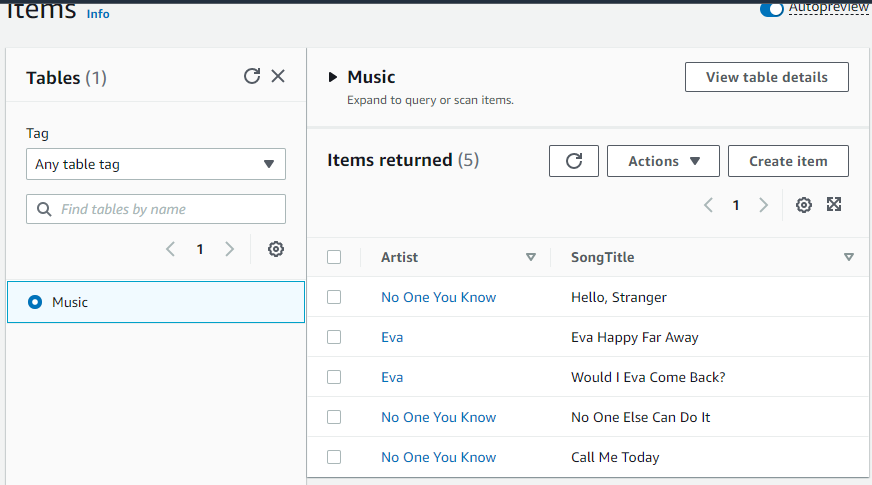 Items Info
Autopreview
Tables (1)
Tag
Any table tag
Find tables by name
1
Music
Music
View table details
Expand to query or scan items.
Items returned (5)
Actions
Create item
1
Artist SongTitle
No One You Know Hello, Stranger
Eva Eva Happy Far Away
Eva Would I Eva Come Back?
No One You Know No One Else Can Do It
No One You Know Call Me Today